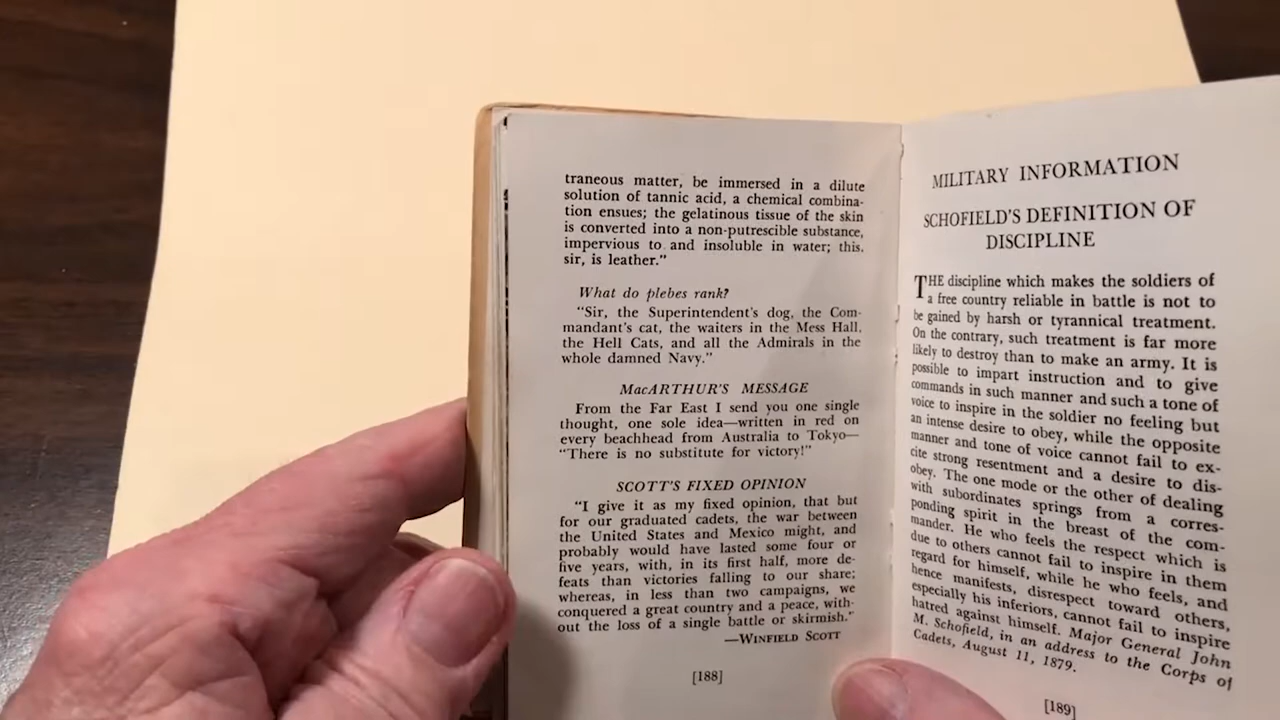 traneous matter, be immersed in a dilute
solution of tannic acid, a chemical combina-
tion ensues; the gelatinous tissue of the skin
is converted into a non-putrescible substance,
impervious to and insoluble in water; this.
sir, is leather."
What do plebes rank?
"Sir, the Superintendent's dog, the Com-
mandant's cat, the waiters in the Mess Hall,
the Hell Cats, and all the Admirals in the
whole damned Navy."
MacARTHUR'S MESSAGE
From the Far East I send you one single
thought, one sole idea—written in red on
every beachhead from Australia to Tokyo—
"There is no substitute for victory!"
SCOTT'S FIXED OPINION
"I give it as my fixed opinion, that but
for our graduated cadets, the war between
the United States and Mexico might, and
probably would have lasted some four or
five years, with, in its first half, more de-
feats than victories falling to our share;
whereas, in less than two campaigns, we
conquered a great country and a peace, with-
out the loss of a single battle or skirmish."
—WINFIELD SCOTT
[188]
MILITARY INFORMATION
SCHOFIELD'S DEFINITION OF
DISCIPLINE
THE discipline which makes the soldiers of
a free country reliable in battle is not to
be gained by harsh or tyrannical treatment.
On the contrary, such treatment is far more
likely to destroy than to make an army. It is
possible to impart instruction and to give
commands in such manner and such a tone of
voice to inspire in the soldier no feeling but
an intense desire to obey, while the opposite
manner and tone of voice cannot fail to ex-
cite strong resentment and a desire to dis-
obey. The one mode or the other of dealing
with subordinates springs from a corres-
ponding spirit in the breast of the com-
mander. He who feels the respect which is
due to others cannot fail to inspire in them
regard for himself, while he who feels, and
hence manifests, disrespect toward others,
especially his inferiors, cannot fail to inspire
hatred against himself. Major General John
M. Schofield, in an address to the Corps of
Cadets, August 11, 1879.
[189]